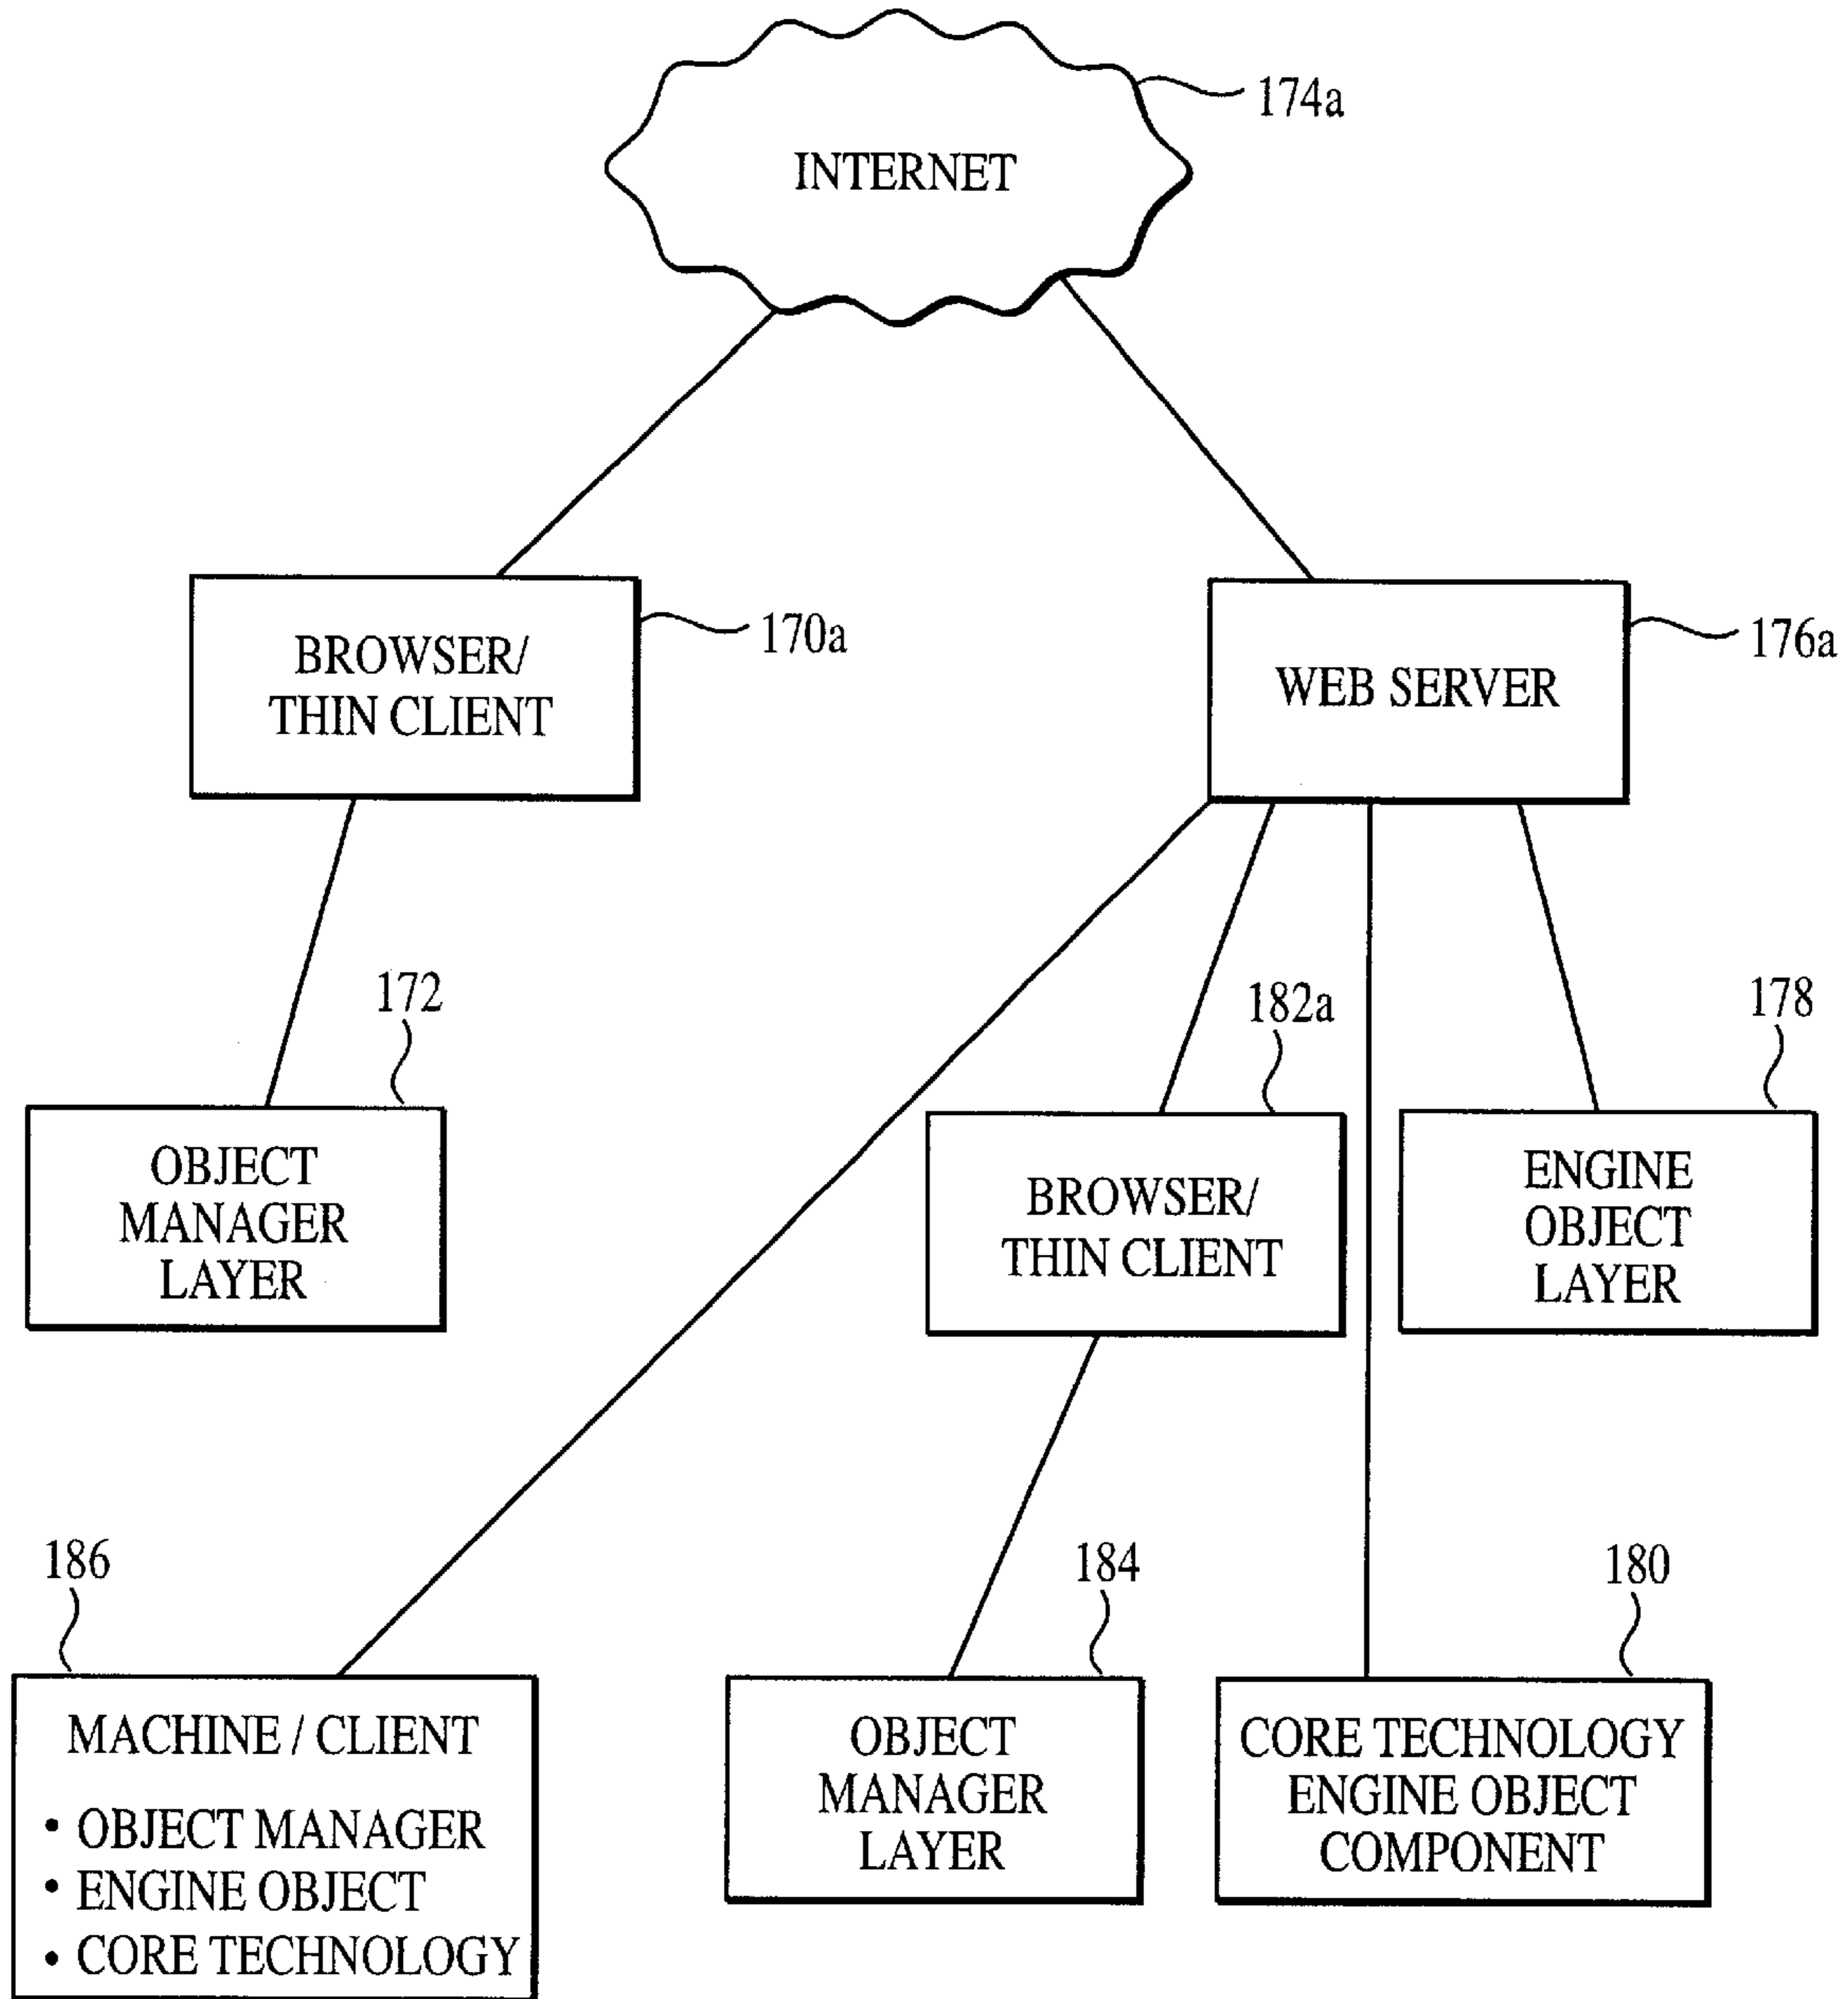 174a
INTERNET
170a
BROWSER/
THIN CLIENT
176a
WEB SERVER
172
OBJECT
MANAGER
LAYER
182a
BROWSER/
THIN CLIENT
178
ENGINE
OBJECT
LAYER
186
MACHINE / CLIENT
• OBJECT MANAGER
• ENGINE OBJECT
• CORE TECHNOLOGY
184
OBJECT
MANAGER
LAYER
180
CORE TECHNOLOGY
ENGINE OBJECT
COMPONENT